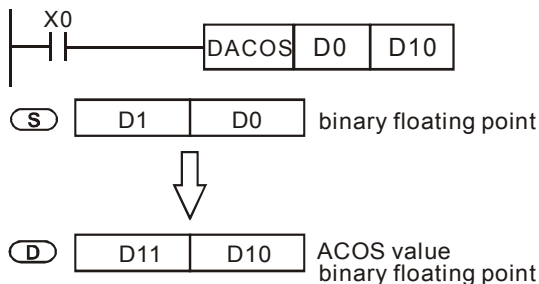 X0
DACOS D0 D10
S D1 D0 binary floating point
D D11 D10 ACOS value
binary floating point